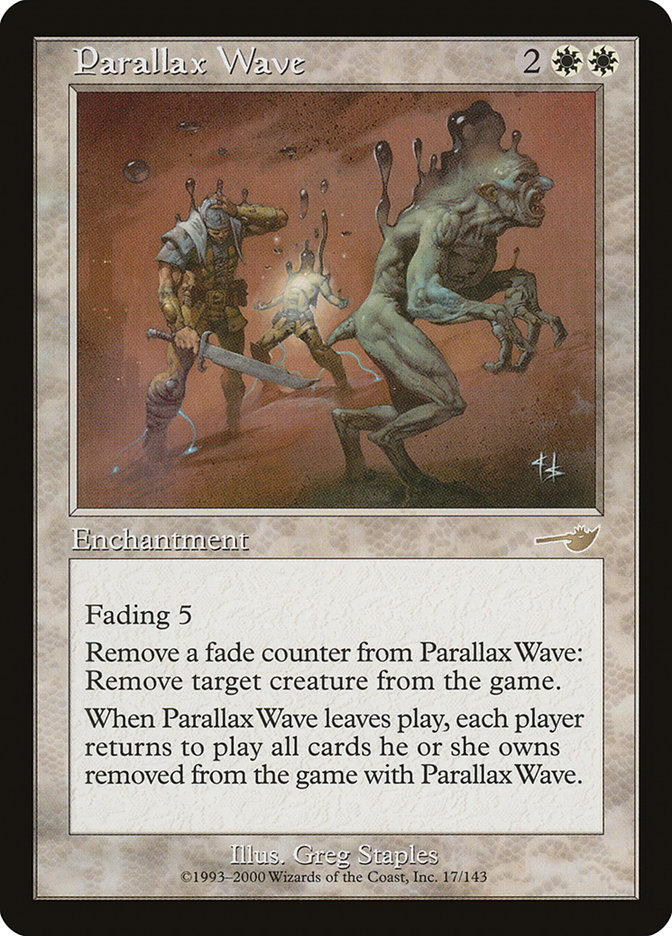 Parallax Wave 2
Enchantment
Fading 5
Remove a fade counter from Parallax Wave:
Remove target creature from the game.
When Parallax Wave leaves play, each player
returns to play all cards he or she owns
removed from the game with Parallax Wave.
Illus. Greg Staples
©1993–2000 Wizards of the Coast, Inc. 17/143